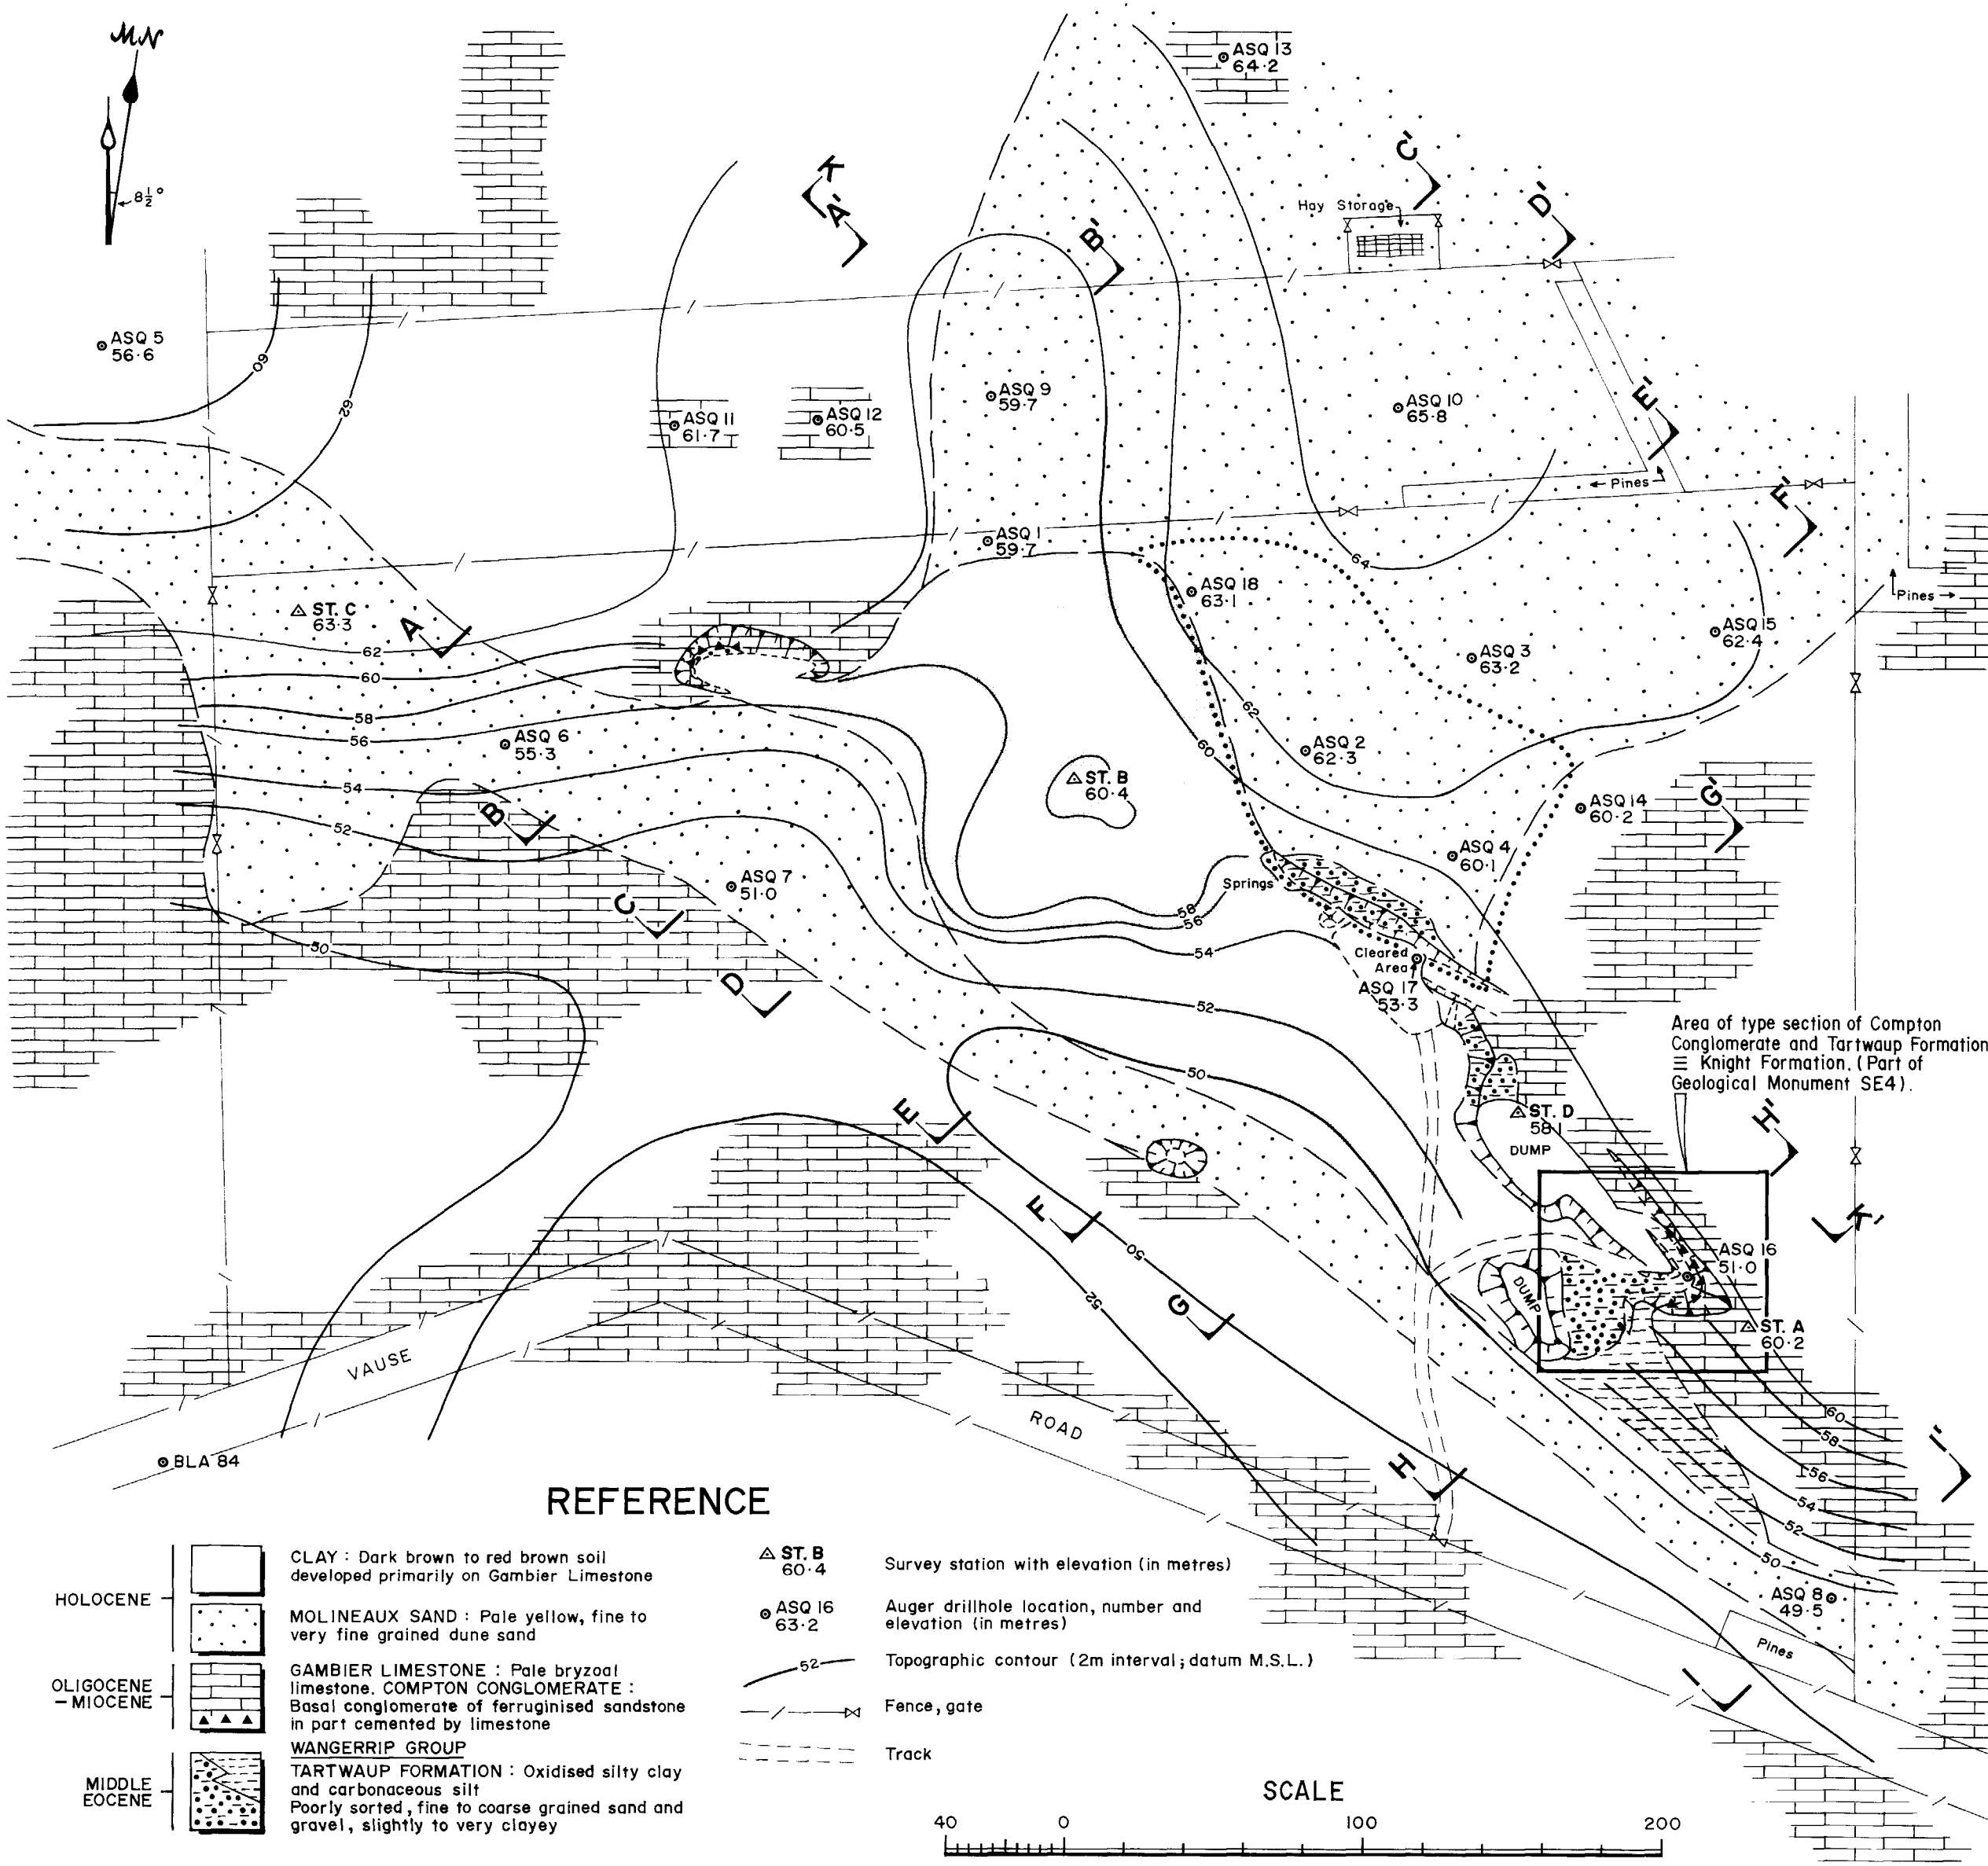 MN
8½°
ASQ 13
64·2
C'
K
A'
D'
Hay Storage
B'
ASQ 5
56·6
60
62
ASQ 9
59·7
ASQ 10
65·8
E'
ASQ 11
61·7
ASQ 12
60·5
← Pines
F'
ASQ 1
59·7
64
ASQ 18
63·1
Pines →
ST. C
63·3
A
ASQ 15
62·4
62
ASQ 3
63·2
60
58
62
56
ASQ 6
55·3
60
ASQ 2
62·3
ST. B
60·4
54
B
ASQ 14
60·2
G'
52
ASQ 4
60·1
ASQ 7
51·0
Springs
C
58
56
50
54
Cleared
Area
D
ASQ 17
53·3
52
Area of type section of Compton
Conglomerate and Tartwaup Formation
≡ Knight Formation. (Part of
Geological Monument SE4).
50
E
ST. D
58·1
H'
DUMP
F
K'
50
ASQ 16
51·0
DUMP
G
52
ST. A
60·2
VAUSE
ROAD
60
58
I'
56
H
54
BLA 84
52
50
ASQ 8
49·5
Pines
I
REFERENCE
HOLOCENE
CLAY : Dark brown to red brown soil
developed primarily on Gambier Limestone
MOLINEAUX SAND : Pale yellow, fine to
very fine grained dune sand
OLIGOCENE
– MIOCENE
GAMBIER LIMESTONE : Pale bryzoal
limestone. COMPTON CONGLOMERATE :
Basal conglomerate of ferruginised sandstone
in part cemented by limestone
WANGERRIP GROUP
MIDDLE
EOCENE
TARTWAUP FORMATION : Oxidised silty clay
and carbonaceous silt
Poorly sorted, fine to coarse grained sand and
gravel, slightly to very clayey
ST. B
60·4
Survey station with elevation (in metres)
ASQ 16
63·2
Auger drillhole location, number and
elevation (in metres)
52
Topographic contour (2m interval; datum M.S.L.)
Fence, gate
Track
SCALE
40 0 100 200